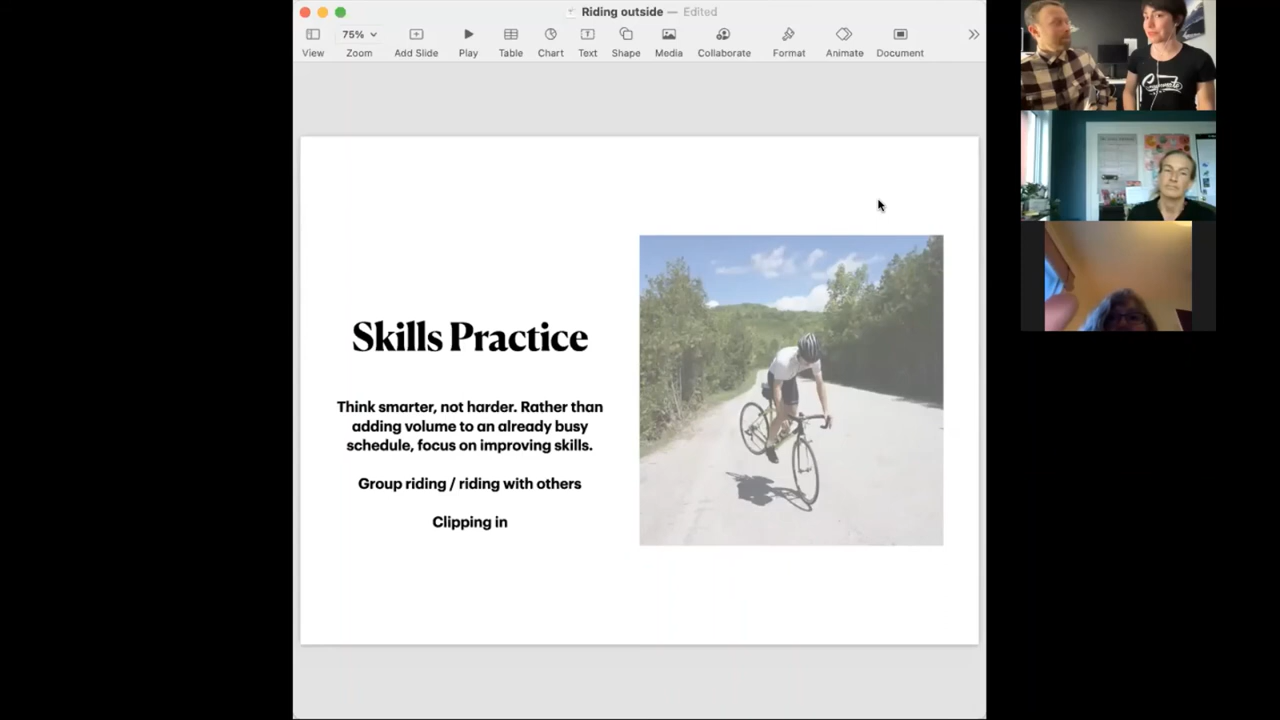 Riding outside — Edited
75%
View
Zoom
Add Slide
Play
Table
Chart
Text
Shape
Media
Collaborate
Format
Animate
Document
Skills Practice
Think smarter, not harder. Rather than
adding volume to an already busy
schedule, focus on improving skills.
Group riding / riding with others
Clipping in